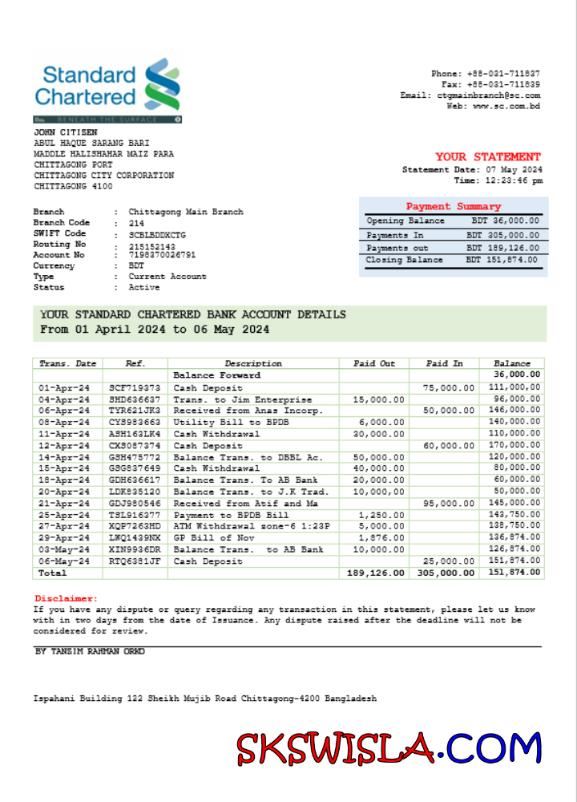 Standard
Chartered
BENEATH THE SURFACE
Phone: +88-031-711837
Fax: +88-031-711839
Email: ctgmainbranch@sc.com
Web: www.sc.com.bd
JOHN CITISEN
ABUL HAQUE SARANG BARI
MADDLE HALISHAHAR MAIZ PARA
CHITTAGONG PORT
CHITTAGONG CITY CORPORATION
CHITTAGONG 4100
YOUR STATEMENT
Statement Date: 07 May 2024
Time: 12:23:46 pm
Branch : Chittagong Main Branch
Branch Code : 214
SWIFT Code : SCBLBDDXCTG
Routing No : 215152143
Account No : 7198370026791
Currency : BDT
Type : Current Account
Status : Active
Payment Summary
Opening Balance BDT 36,000.00
Payments In BDT 305,000.00
Payments out BDT 189,126.00
Closing Balance BDT 151,874.00
YOUR STANDARD CHARTERED BANK ACCOUNT DETAILS
From 01 April 2024 to 06 May 2024
Trans. Date Ref. Description Paid Out Paid In Balance
Balance Forward 36,000.00
01-Apr-24 SCF719373 Cash Deposit 75,000.00 111,000,00
04-Apr-24 SHD636637 Trans. to Jim Enterprise 15,000.00 96,000.00
06-Apr-24 TYR621JK3 Received from Anas Incorp. 50,000.00 146,000.00
08-Apr-24 CYS983663 Utility Bill to BPDB 6,000.00 140,000.00
11-Apr-24 ASH163LK4 Cash Withdrawal 30,000.00 110,000.00
12-Apr-24 CXS087374 Cash Deposit 60,000.00 170,000.00
14-Apr-24 GSH475772 Balance Trans. to DBBL Ac. 50,000.00 120,000.00
15-Apr-24 GSG837649 Cash Withdrawal 40,000.00 80,000.00
18-Apr-24 GDH636617 Balance Trans. To AB Bank 20,000.00 60,000.00
20-Apr-24 LDK835120 Balance Trans. to J.K Trad. 10,000,00 50,000.00
21-Apr-24 GDJ980546 Received from Atif and Ma 95,000.00 145,000.00
25-Apr-24 TSL916377 Payment to BPDB Bill 1,250.00 143,750.00
27-Apr-24 XQP7263HD ATM Withdrawal zone-6 1:23P 5,000.00 138,750.00
29-Apr-24 LWQ1439NX GP Bill of Nov 1,876.00 136,874.00
03-May-24 XIN9936DR Balance Trans. to AB Bank 10,000.00 126,874.00
06-May-24 RTQ6381JF Cash Deposit 25,000.00 151,874.00
Total 189,126.00 305,000.00 151,874.00
Disclaimer:
If you have any dispute or query regarding any transaction in this statement, please let us know
with in two days from the date of Issuance. Any dispute raised after the deadline will not be
considered for review.
BY TANZIM RAHMAN ORKO
Ispahani Building 122 Sheikh Mujib Road Chittagong-4200 Bangladesh
SKSWISLA.COM